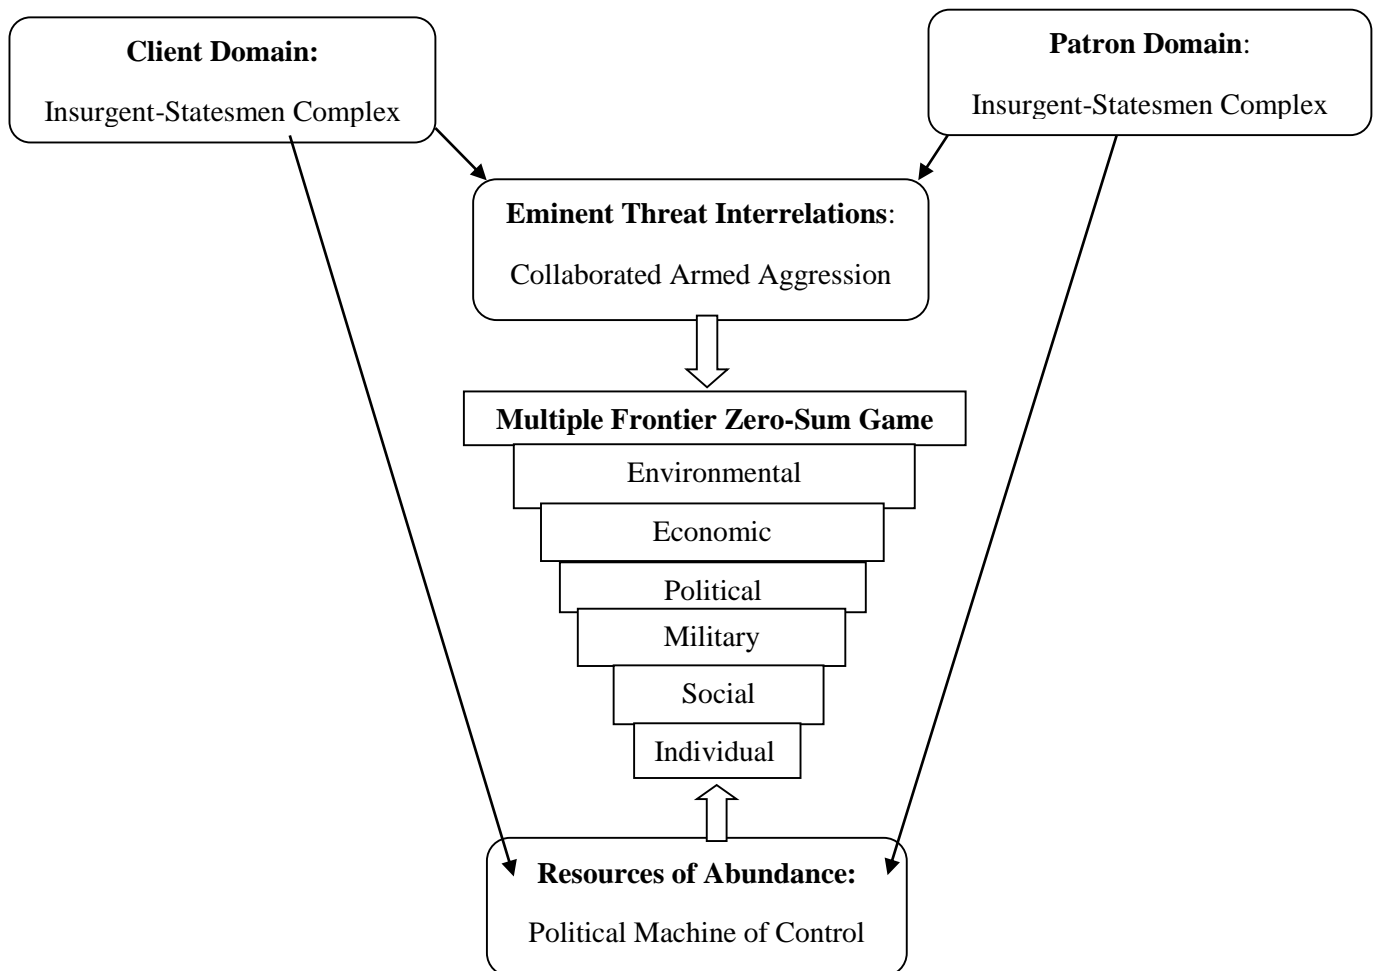 Client Domain:
Insurgent-Statesmen Complex
Patron Domain:
Insurgent-Statesmen Complex
Eminent Threat Interrelations:
Collaborated Armed Aggression
Multiple Frontier Zero-Sum Game
Environmental
Economic
Political
Military
Social
Individual
Resources of Abundance:
Political Machine of Control